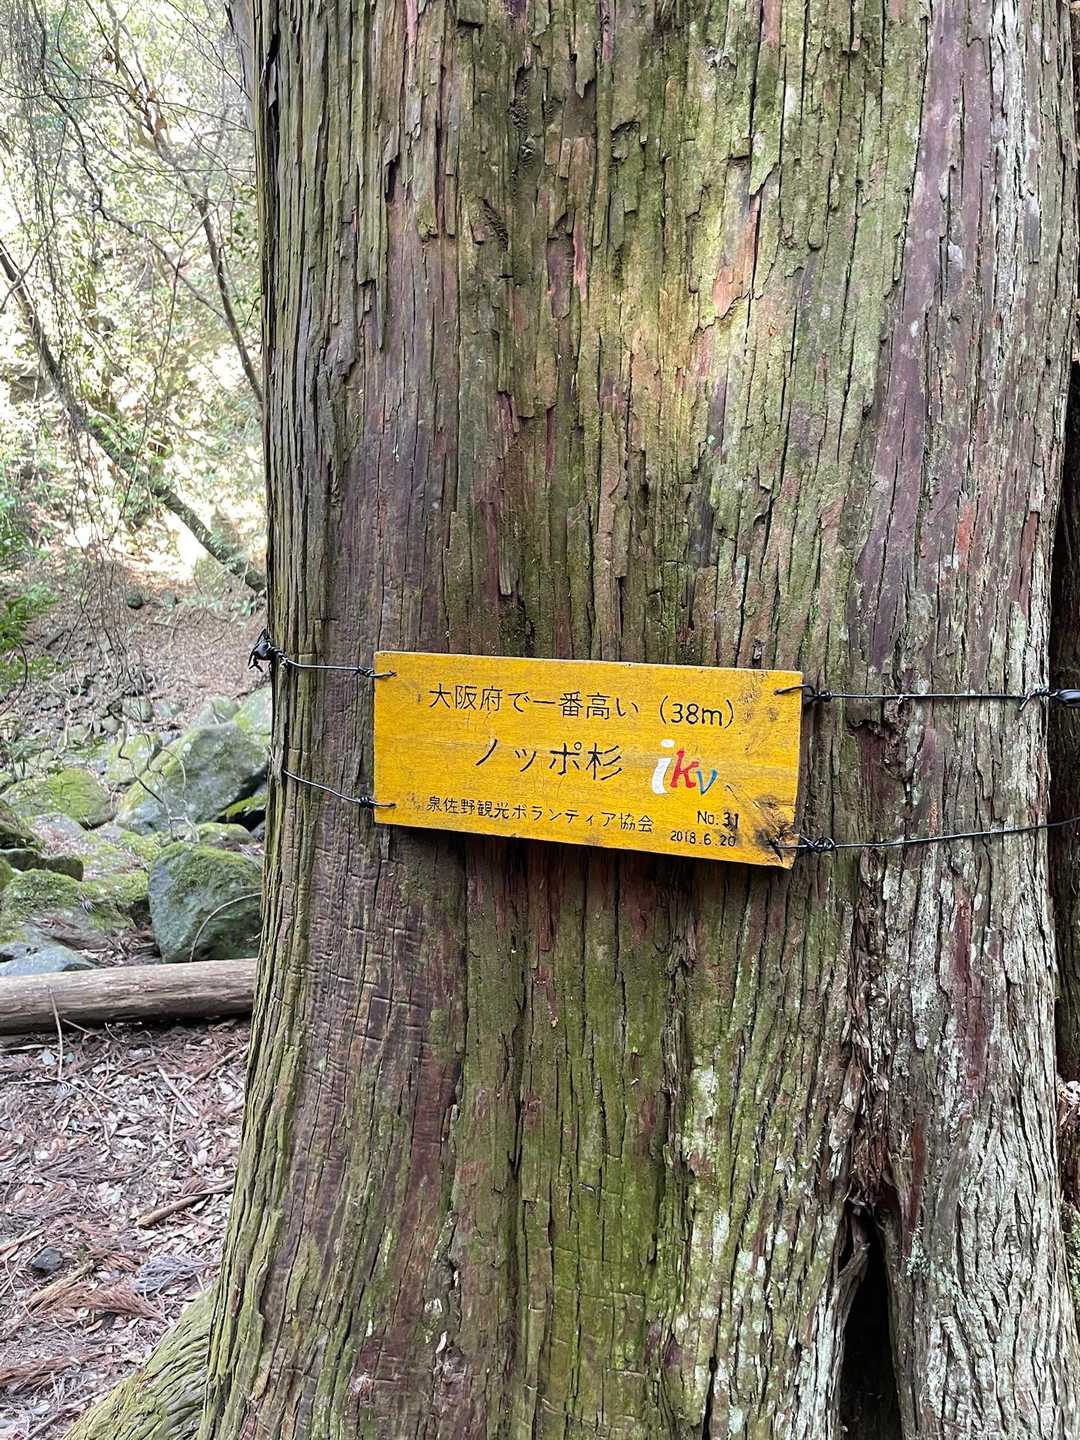 大阪府で一番高い（38m）
ノッポ杉 ikv
泉佐野観光ボランティア協会 No.31
2018.6.20